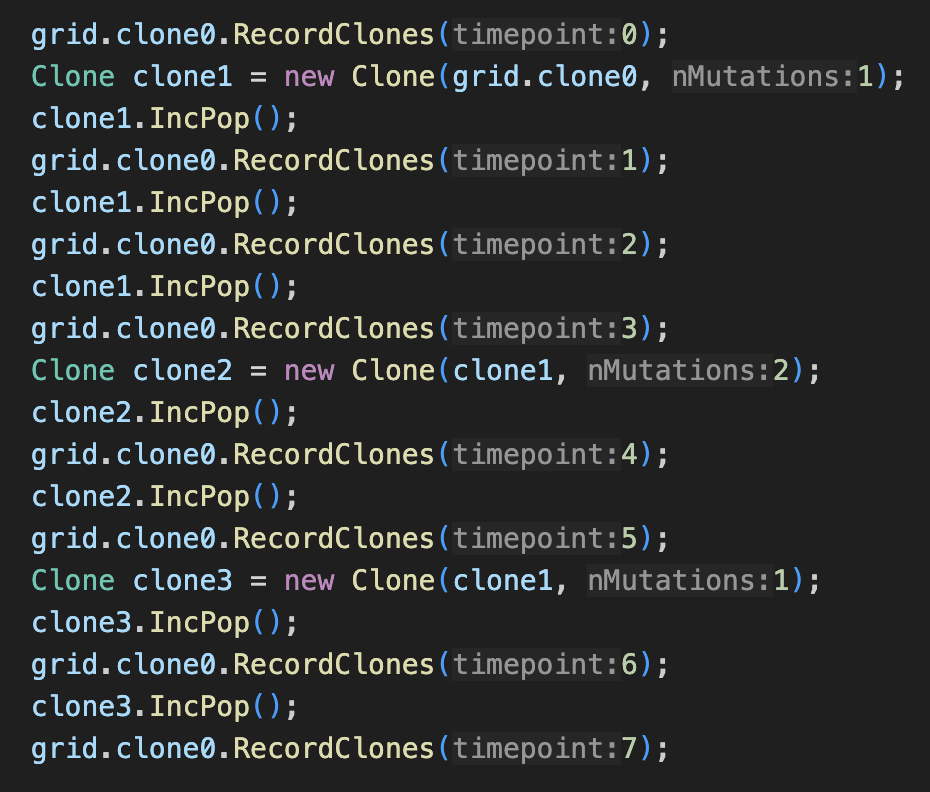 grid.clone0.RecordClones(timepoint:0);
Clone clone1 = new Clone(grid.clone0, nMutations:1);
clone1.IncPop();
grid.clone0.RecordClones(timepoint:1);
clone1.IncPop();
grid.clone0.RecordClones(timepoint:2);
clone1.IncPop();
grid.clone0.RecordClones(timepoint:3);
Clone clone2 = new Clone(clone1, nMutations:2);
clone2.IncPop();
grid.clone0.RecordClones(timepoint:4);
clone2.IncPop();
grid.clone0.RecordClones(timepoint:5);
Clone clone3 = new Clone(clone1, nMutations:1);
clone3.IncPop();
grid.clone0.RecordClones(timepoint:6);
clone3.IncPop();
grid.clone0.RecordClones(timepoint:7);